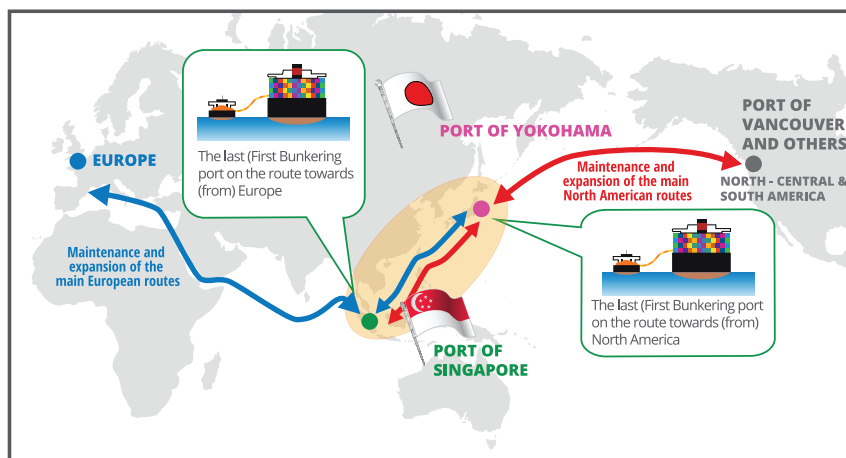 EUROPE
The last (First Bunkering
port on the route towards
(from) Europe
PORT OF YOKOHAMA
PORT OF
VANCOUVER
AND OTHERS
NORTH - CENTRAL &
SOUTH AMERICA
Maintenance and
expansion of the main
North American routes
Maintenance and
expansion of the
main European routes
The last (First Bunkering port
on the route towards (from)
North America
PORT OF
SINGAPORE